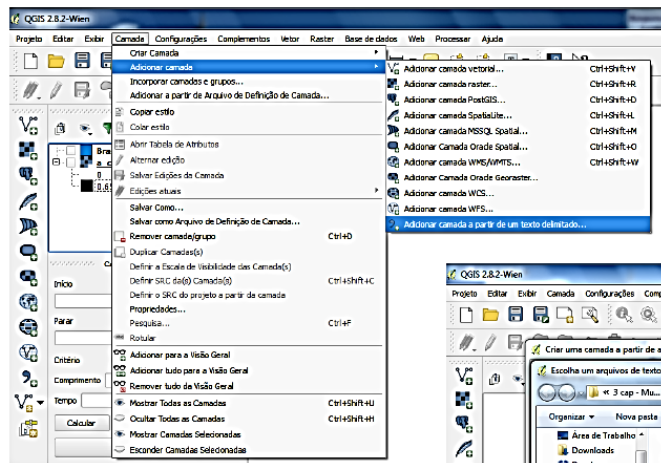 QGIS 2.8.2-Wien
Projeto Editar Exibir Camada Configurações Complementos Vetor Raster Base de dados Web Processar Ajuda
Criar Camada
Adicionar camada
Incorporar camadas e grupos...
Adicionar a partir de Arquivo de Definição de Camada...
Copiar estilo
Colar estilo
Abrir Tabela de Atributos
Alternar edição
Salvar Edições da Camada
Edições atuais
Salvar Como...
Salvar como Arquivo de Definição de Camada...
Remover camada/grupo Ctrl+D
Duplicar Camadas(s)
Definir a Escala de Visibilidade das Camada(s)
Definir SRC da(s) Camada(s) Ctrl+Shift+C
Definir o SRC do projeto a partir da camada
Propriedades...
Pesquisa... Ctrl+F
Rotular
Adicionar para a Visão Geral
Adicionar tudo para a Visão Geral
Remover tudo da Visão Geral
Mostrar Todas as Camadas Ctrl+Shift+U
Ocultar Todas as Camadas Ctrl+Shift+H
Mostrar Camadas Selecionadas
Esconder Camadas Selecionadas
Adicionar camada vetorial... Ctrl+Shift+V
Adicionar camada raster... Ctrl+Shift+R
Adicionar camada PostGIS... Ctrl+Shift+D
Adicionar camada SpatiaLite... Ctrl+Shift+L
Adicionar camada MSSQL Spatial... Ctrl+Shift+M
Adicionar Camada Oracle Spatial... Ctrl+Shift+O
Adicionar camada WMS/WMTS... Ctrl+Shift+W
Adicionar camada Oracle Georaster...
Adicionar camada WCS...
Adicionar camada WFS...
Adicionar camada a partir de um texto delimitado...
Bra
a_c
0
Início
Parar
Critério
Comprimento
Tempo
Calcular
QGIS 2.8.2-Wien
Projeto Editar Exibir Camada Configurações Comp
Criar uma camada a partir de a
Escolha um arquivos de texto
« 3 cap - Mu...
Organizar Nova pasta
Área de Trabalho
Downloads